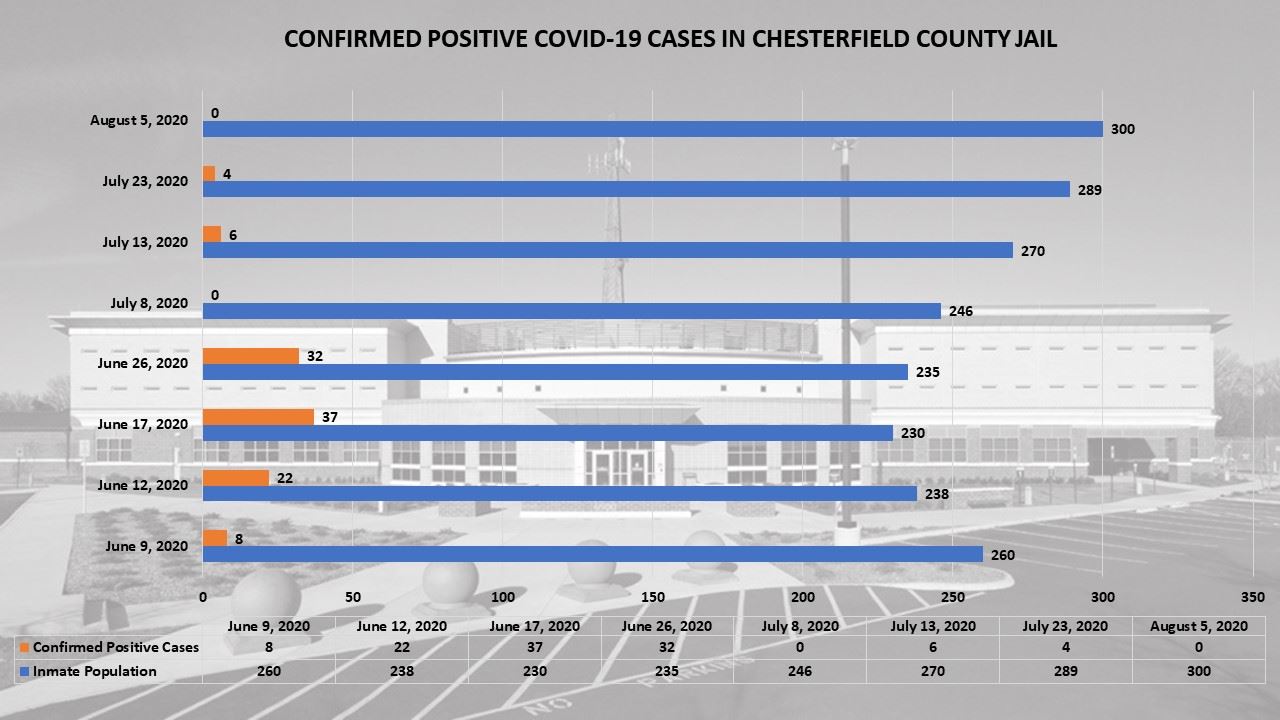 CONFIRMED POSITIVE COVID-19 CASES IN CHESTERFIELD COUNTY JAIL
August 5, 2020 0 300
July 23, 2020 4 289
July 13, 2020 6 270
July 8, 2020 0 246
June 26, 2020 32 235
June 17, 2020 37 230
June 12, 2020 22 238
June 9, 2020 8 260
0 50 100 150 200 250 300 350
June 9, 2020 June 12, 2020 June 17, 2020 June 26, 2020 July 8, 2020 July 13, 2020 July 23, 2020 August 5, 2020
Confirmed Positive Cases 8 22 37 32 0 6 4 0
Inmate Population 260 238 230 235 246 270 289 300
NO PARKING